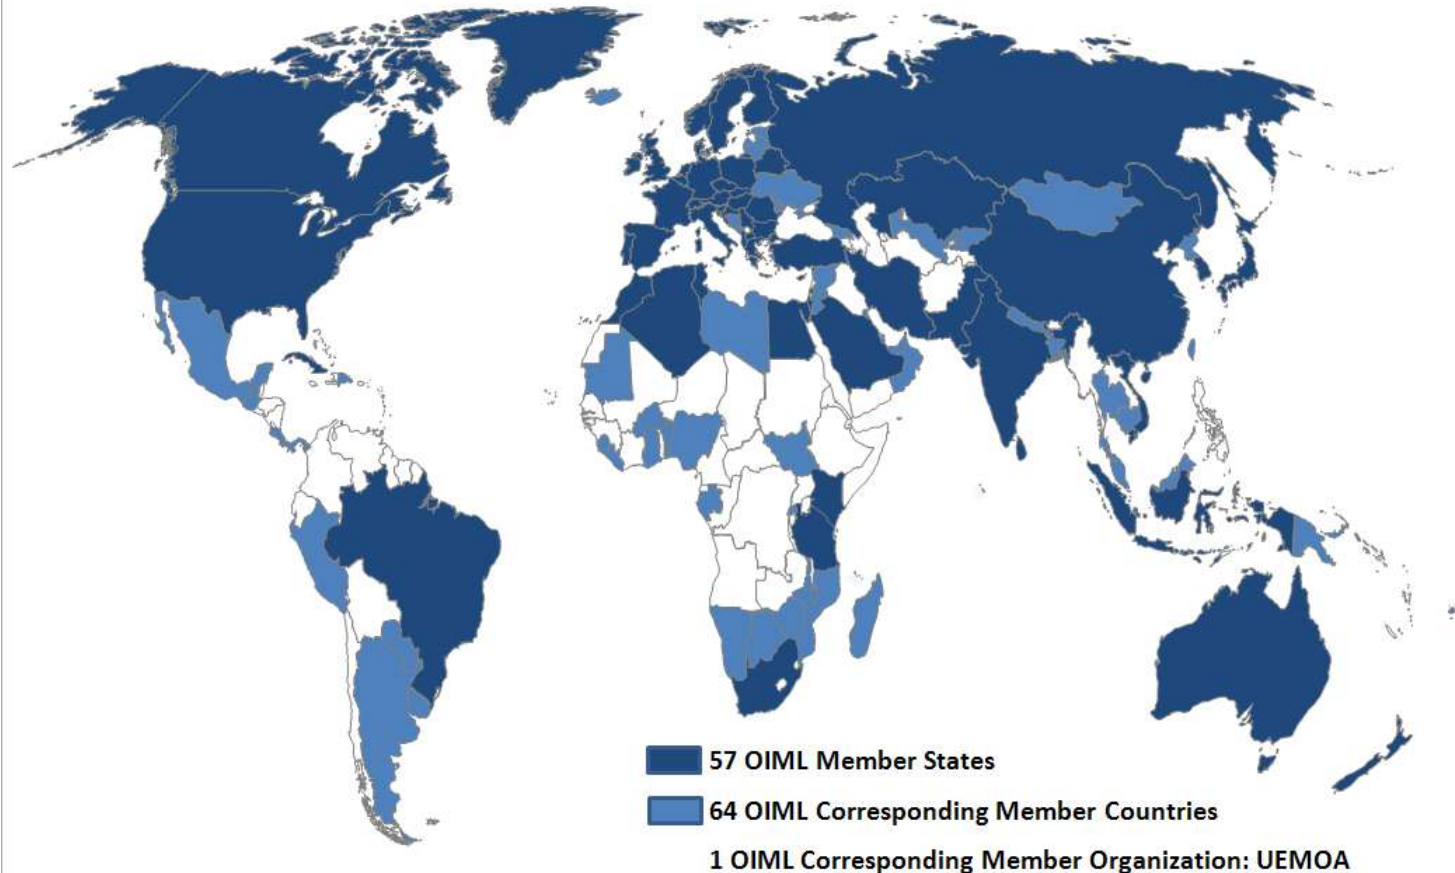 57 OIML Member States
64 OIML Corresponding Member Countries
1 OIML Corresponding Member Organization: UEMOA